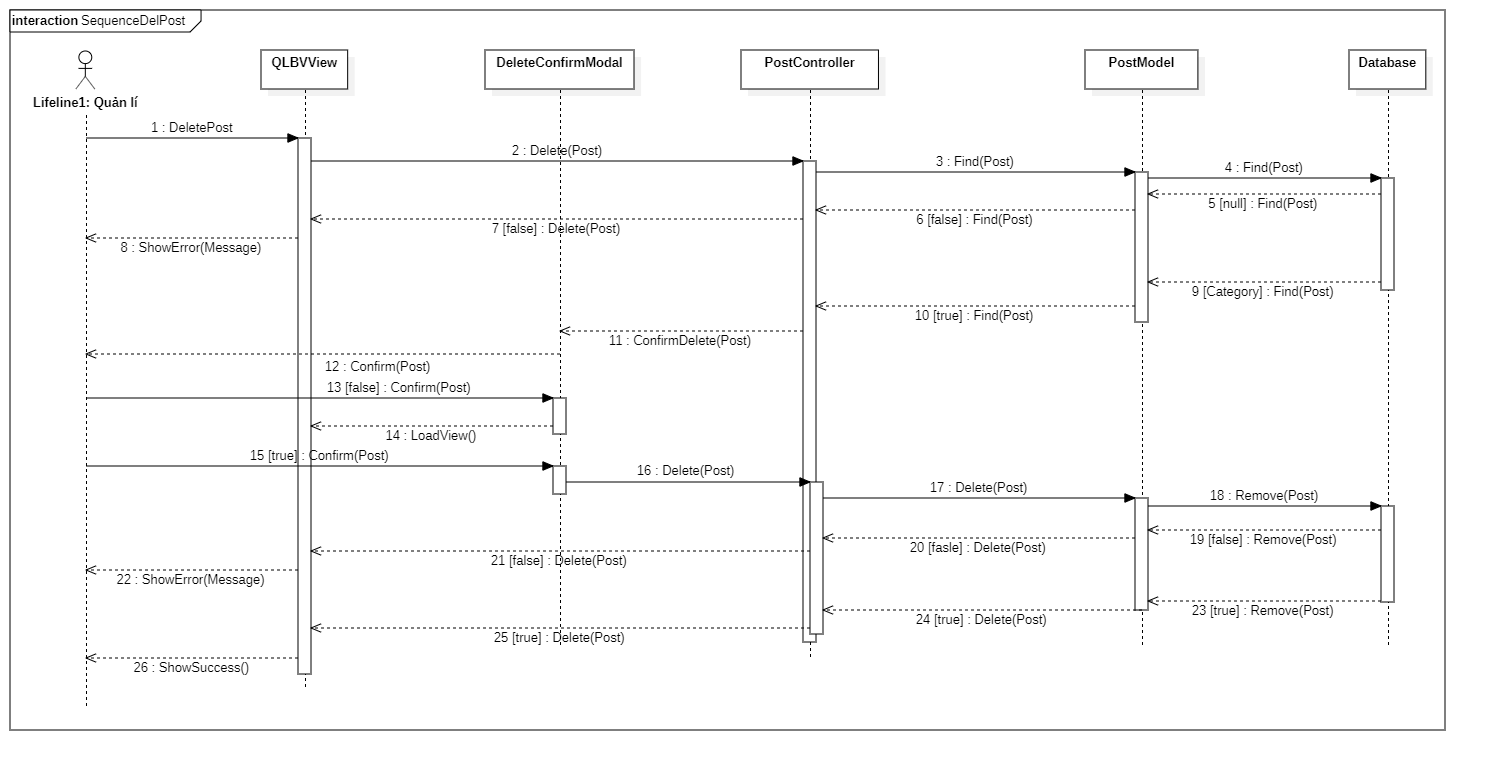 interaction SequenceDelPost
QLBVView
DeleteConfirmModal
PostController
PostModel
Database
Lifeline1: Quản lí
1 : DeletePost
2 : Delete(Post)
3 : Find(Post)
4 : Find(Post)
5 [null] : Find(Post)
6 [false] : Find(Post)
7 [false] : Delete(Post)
8 : ShowError(Message)
9 [Category] : Find(Post)
10 [true] : Find(Post)
11 : ConfirmDelete(Post)
12 : Confirm(Post)
13 [false] : Confirm(Post)
14 : LoadView()
15 [true] : Confirm(Post)
16 : Delete(Post)
17 : Delete(Post)
18 : Remove(Post)
19 [false] : Remove(Post)
20 [fasle] : Delete(Post)
21 [false] : Delete(Post)
22 : ShowError(Message)
23 [true] : Remove(Post)
24 [true] : Delete(Post)
25 [true] : Delete(Post)
26 : ShowSuccess()